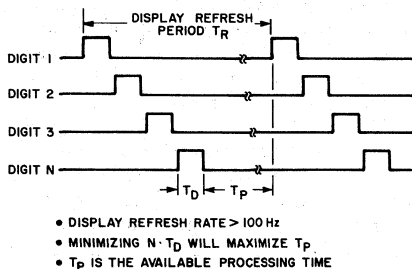 DISPLAY REFRESH
PERIOD TR
DIGIT 1
DIGIT 2
DIGIT 3
DIGIT N
TD
TP
• DISPLAY REFRESH RATE > 100 Hz
• MINIMIZING N · TD WILL MAXIMIZE TP
• TP IS THE AVAILABLE PROCESSING TIME